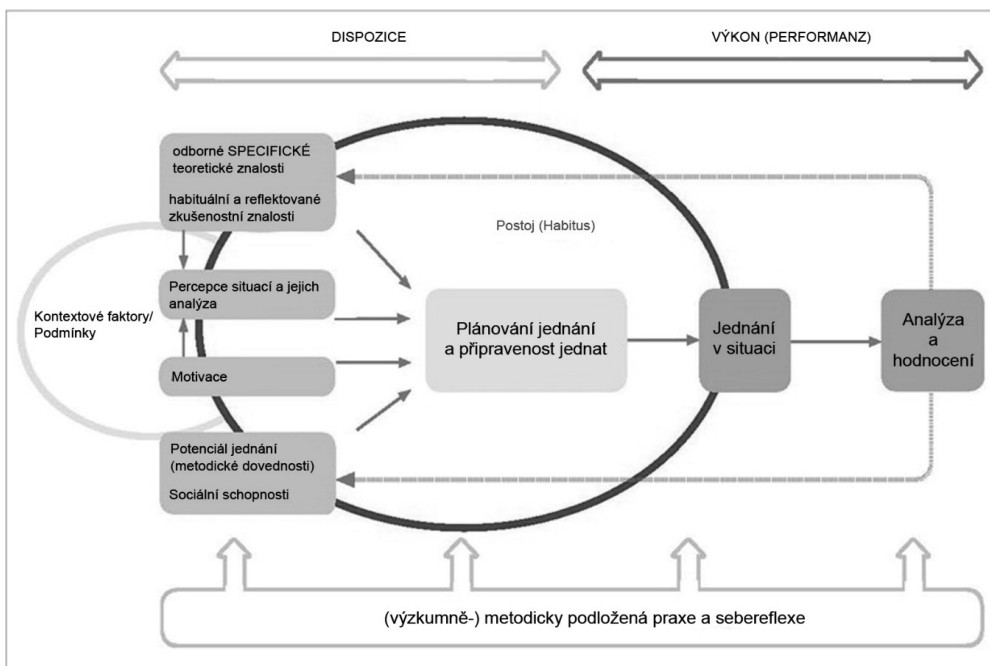 DISPOZICE
VÝKON (PERFORMANZ)
odborné SPECIFICKÉ
teoretické znalosti
habituální a reflektované
zkušenostní znalosti
Postoj (Habitus)
Percepce situací a jejich
analýza
Kontextové faktory/
Podmínky
Motivace
Plánování jednání
a připravenost jednat
Jednání
v situaci
Analýza
a
hodnocení
Potenciál jednání
(metodické dovednosti)
Sociální schopnosti
(výzkumně-) metodicky podložená praxe a sebereflexe